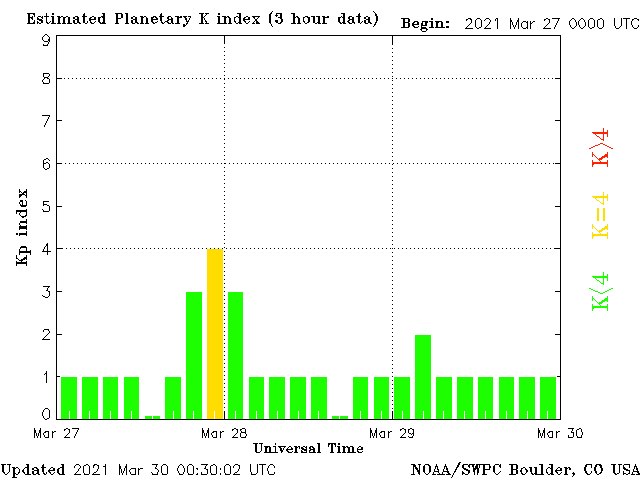 Estimated Planetary K index (3 hour data)
Begin: 2021 Mar 27 0000 UTC
9
8
7
6
5
4
3
2
1
0
Kp index
K>4
K=4
K<4
Mar 27
Mar 28
Mar 29
Mar 30
Universal Time
Updated 2021 Mar 30 00:30:02 UTC
NOAA/SWPC Boulder, CO USA